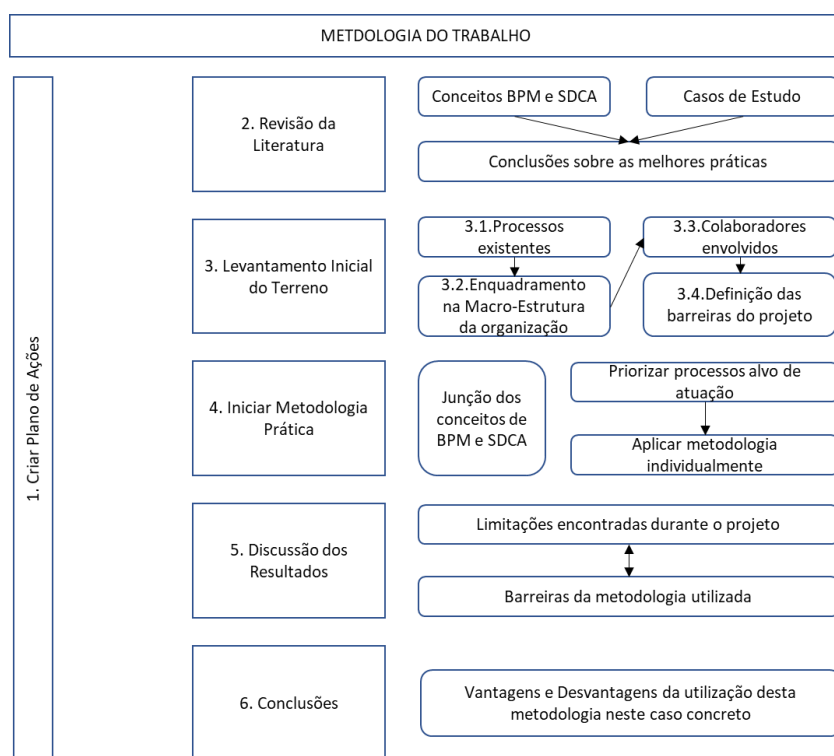 METDOLOGIA DO TRABALHO
1. Criar Plano de Ações
2. Revisão da
Literatura
Conceitos BPM e SDCA
Casos de Estudo
Conclusões sobre as melhores práticas
3. Levantamento Inicial
do Terreno
3.1.Processos
existentes
3.2.Enquadramento
na Macro-Estrutura
da organização
3.3.Colaboradores
envolvidos
3.4.Definição das
barreiras do projeto
4. Iniciar Metodologia
Prática
Junção dos
conceitos de
BPM e SDCA
Priorizar processos alvo de
atuação
Aplicar metodologia
individualmente
5. Discussão dos
Resultados
Limitações encontradas durante o projeto
Barreiras da metodologia utilizada
6. Conclusões
Vantagens e Desvantagens da utilização desta
metodologia neste caso concreto